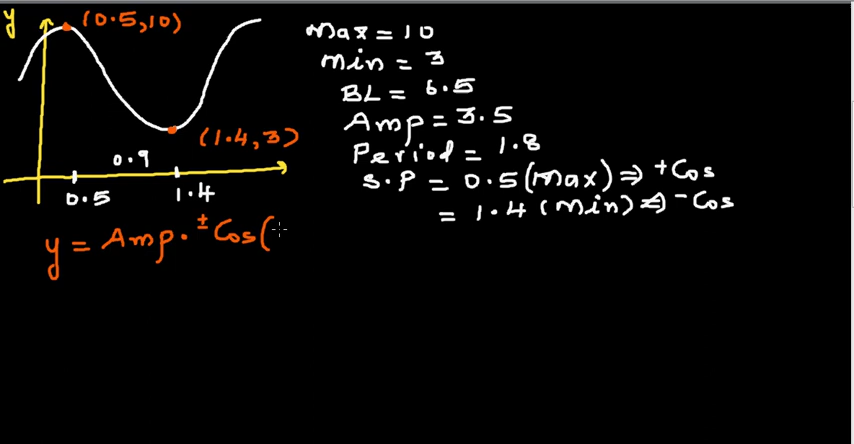 y
(0.5,10)
Max = 10
Min = 3
BL = 6.5
Amp = 3.5
(1.4,3)
Period = 1.8
0.9
S.P = 0.5 (Max) ⇒ +Cos
0.5
1.4
= 1.4 (Min) ⇒ -Cos
y = Amp. ± Cos(